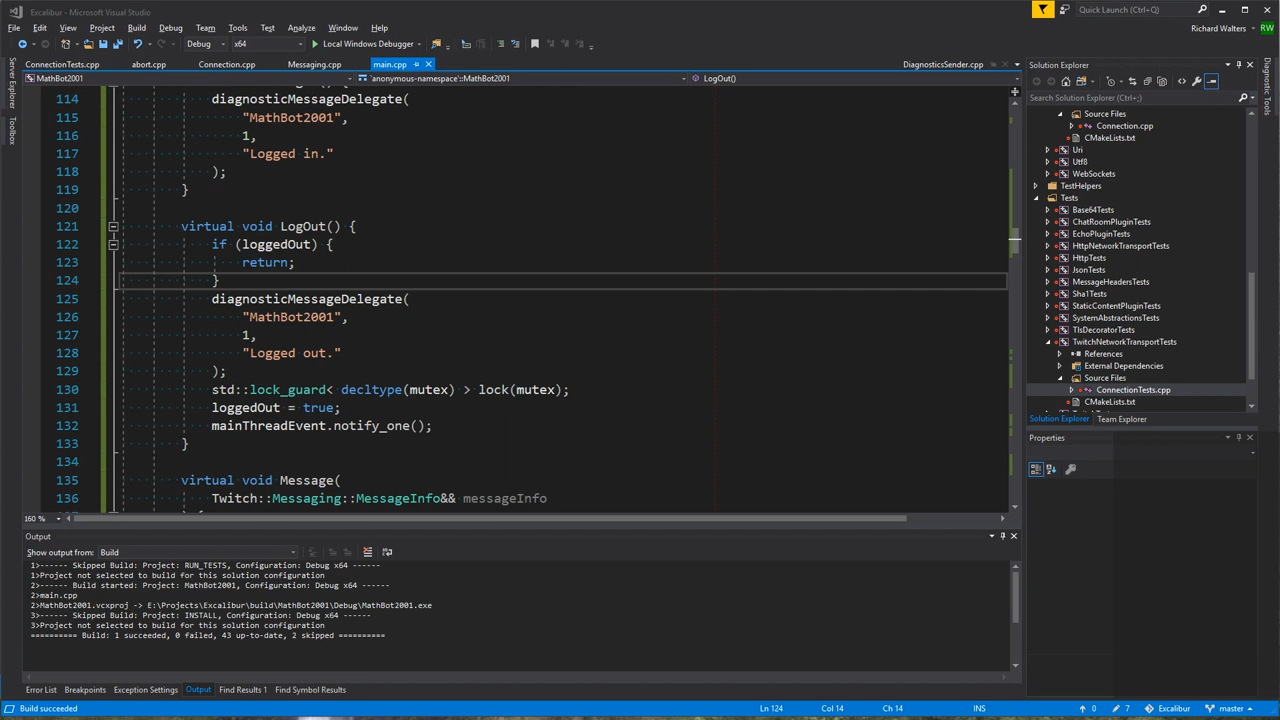 Excalibur - Microsoft Visual Studio
Quick Launch (Ctrl+Q)
File Edit View Project Build Debug Team Tools Test Analyze Window Help
Richard Walters RW
Debug x64 Local Windows Debugger
ConnectionTests.cpp abort.cpp Connection.cpp Messaging.cpp main.cpp DiagnosticsSender.cpp
MathBot2001 `anonymous-namespace'::MathBot2001 LogOut()
Server Explorer
Toolbox
114 diagnosticMessageDelegate(
115 "MathBot2001",
116 1,
117 "Logged in."
118 );
119 }
120
121 virtual void LogOut() {
122 if (loggedOut) {
123 return;
124 }
125 diagnosticMessageDelegate(
126 "MathBot2001",
127 1,
128 "Logged out."
129 );
130 std::lock_guard< decltype(mutex) > lock(mutex);
131 loggedOut = true;
132 mainThreadEvent.notify_one();
133 }
134
135 virtual void Message(
136 Twitch::Messaging::MessageInfo&& messageInfo
160 %
Solution Explorer
Search Solution Explorer (Ctrl+;)
Source Files
Connection.cpp
CMakeLists.txt
Uri
Utf8
WebSockets
TestHelpers
Tests
Base64Tests
ChatRoomPluginTests
EchoPluginTests
HttpNetworkTransportTests
HttpTests
JsonTests
MessageHeadersTests
Sha1Tests
StaticContentPluginTests
SystemAbstractionsTests
TlsDecoratorTests
TwitchNetworkTransportTests
References
External Dependencies
Source Files
ConnectionTests.cpp
CMakeLists.txt
Solution Explorer Team Explorer
Properties
Diagnostic Tools
Output
Show output from: Build
1>------ Skipped Build: Project: RUN_TESTS, Configuration: Debug x64 ------
1>Project not selected to build for this solution configuration
2>------ Build started: Project: MathBot2001, Configuration: Debug x64 ------
2>main.cpp
2>MathBot2001.vcxproj -> E:\Projects\Excalibur\build\MathBot2001\Debug\MathBot2001.exe
3>------ Skipped Build: Project: INSTALL, Configuration: Debug x64 ------
3>Project not selected to build for this solution configuration
========== Build: 1 succeeded, 0 failed, 43 up-to-date, 2 skipped ==========
Error List Breakpoints Exception Settings Output Find Results 1 Find Symbol Results
Build succeeded Ln 124 Col 14 Ch 14 INS 0 7 Excalibur master